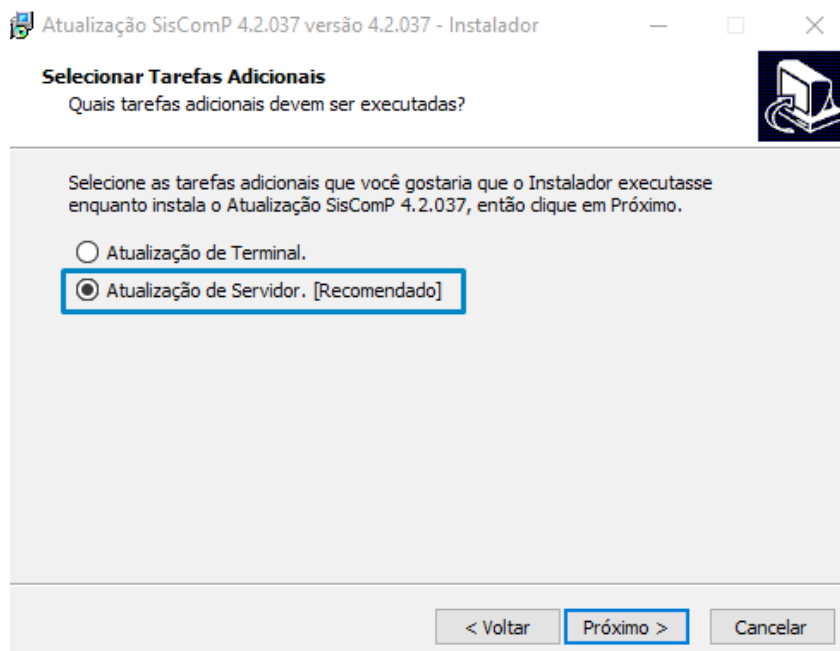 Atualização SisComP 4.2.037 versão 4.2.037 - Instalador
Selecionar Tarefas Adicionais
Quais tarefas adicionais devem ser executadas?
Selecione as tarefas adicionais que você gostaria que o Instalador executasse
enquanto instala o Atualização SisComP 4.2.037, então clique em Próximo.
Atualização de Terminal.
Atualização de Servidor. [Recomendado]
< Voltar
Próximo >
Cancelar